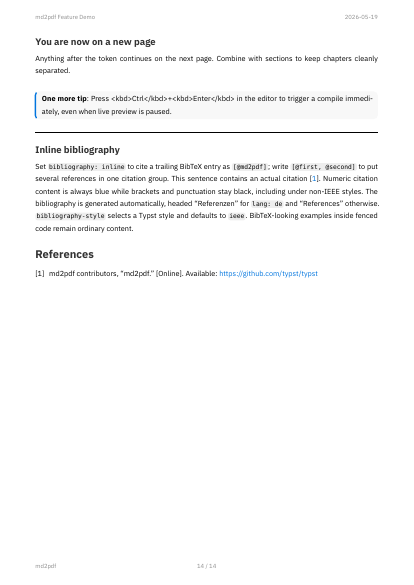 md2pdf Feature Demo 2026-05-19
You are now on a new page
Anything after the token continues on the next page. Combine with sections to keep chapters cleanly
separated.
One more tip: Press <kbd>Ctrl</kbd>+<kbd>Enter</kbd> in the editor to trigger a compile immedi-
ately, even when live preview is paused.
Inline bibliography
Set bibliography: inline to cite a trailing BibTeX entry as [@md2pdf]; write [@first, @second] to put
several references in one citation group. This sentence contains an actual citation [1]. Numeric citation
content is always blue while brackets and punctuation stay black, including under non-IEEE styles. The
bibliography is generated automatically, headed “Referenzen” for lang: de and “References” otherwise.
bibliography-style selects a Typst style and defaults to ieee. BibTeX-looking examples inside fenced
code remain ordinary content.
References
[1] md2pdf contributors, “md2pdf.” [Online]. Available: https://github.com/typst/typst
md2pdf 14 / 14